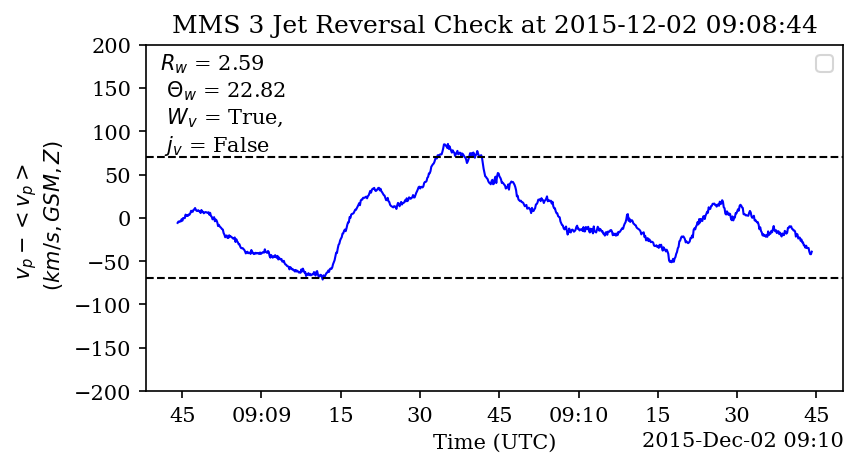 MMS 3 Jet Reversal Check at 2015-12-02 09:08:44
200
150
100
50
0
−50
−100
−150
−200
v_p − < v_p >
(km/s, GSM, Z)
R_w = 2.59
Θ_w = 22.82
W_v = True,
j_v = False
45 09:09 15 30 45 09:10 15 30 45
Time (UTC)
2015-Dec-02 09:10